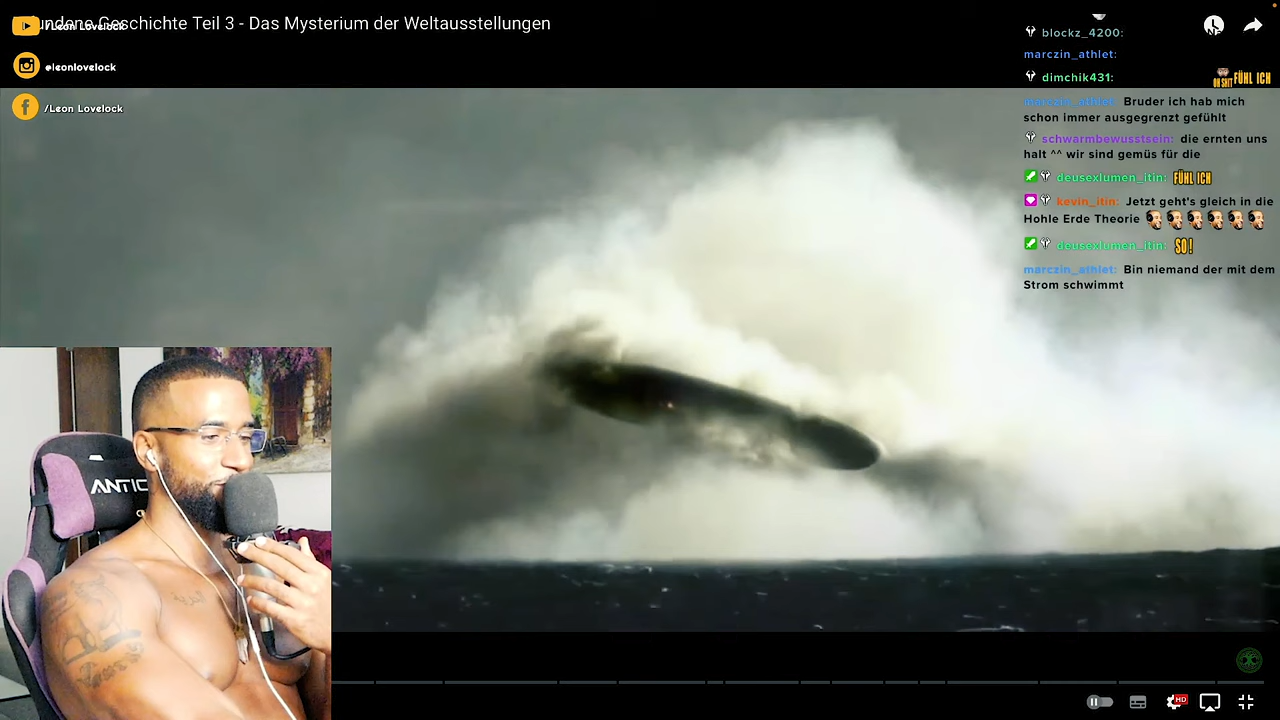 undene Geschichte Teil 3 - Das Mysterium der Weltausstellungen
/Leon Lovelock
@leonlovelock
/Leon Lovelock
blockz_4200:
marczin_athlet:
dimchik431: OH SHIT FÜHL ICH
marczin_athlet: Bruder ich hab mich
schon immer ausgegrenzt gefühlt
schwarmbewusstsein: die ernten uns
halt ^^ wir sind gemüs für die
deusexlumen_itin: FÜHL ICH
kevin_itin: Jetzt geht's gleich in die
Hohle Erde Theorie
deusexlumen_itin: SO!
marczin_athlet: Bin niemand der mit dem
Strom schwimmt
ANTIC
HD